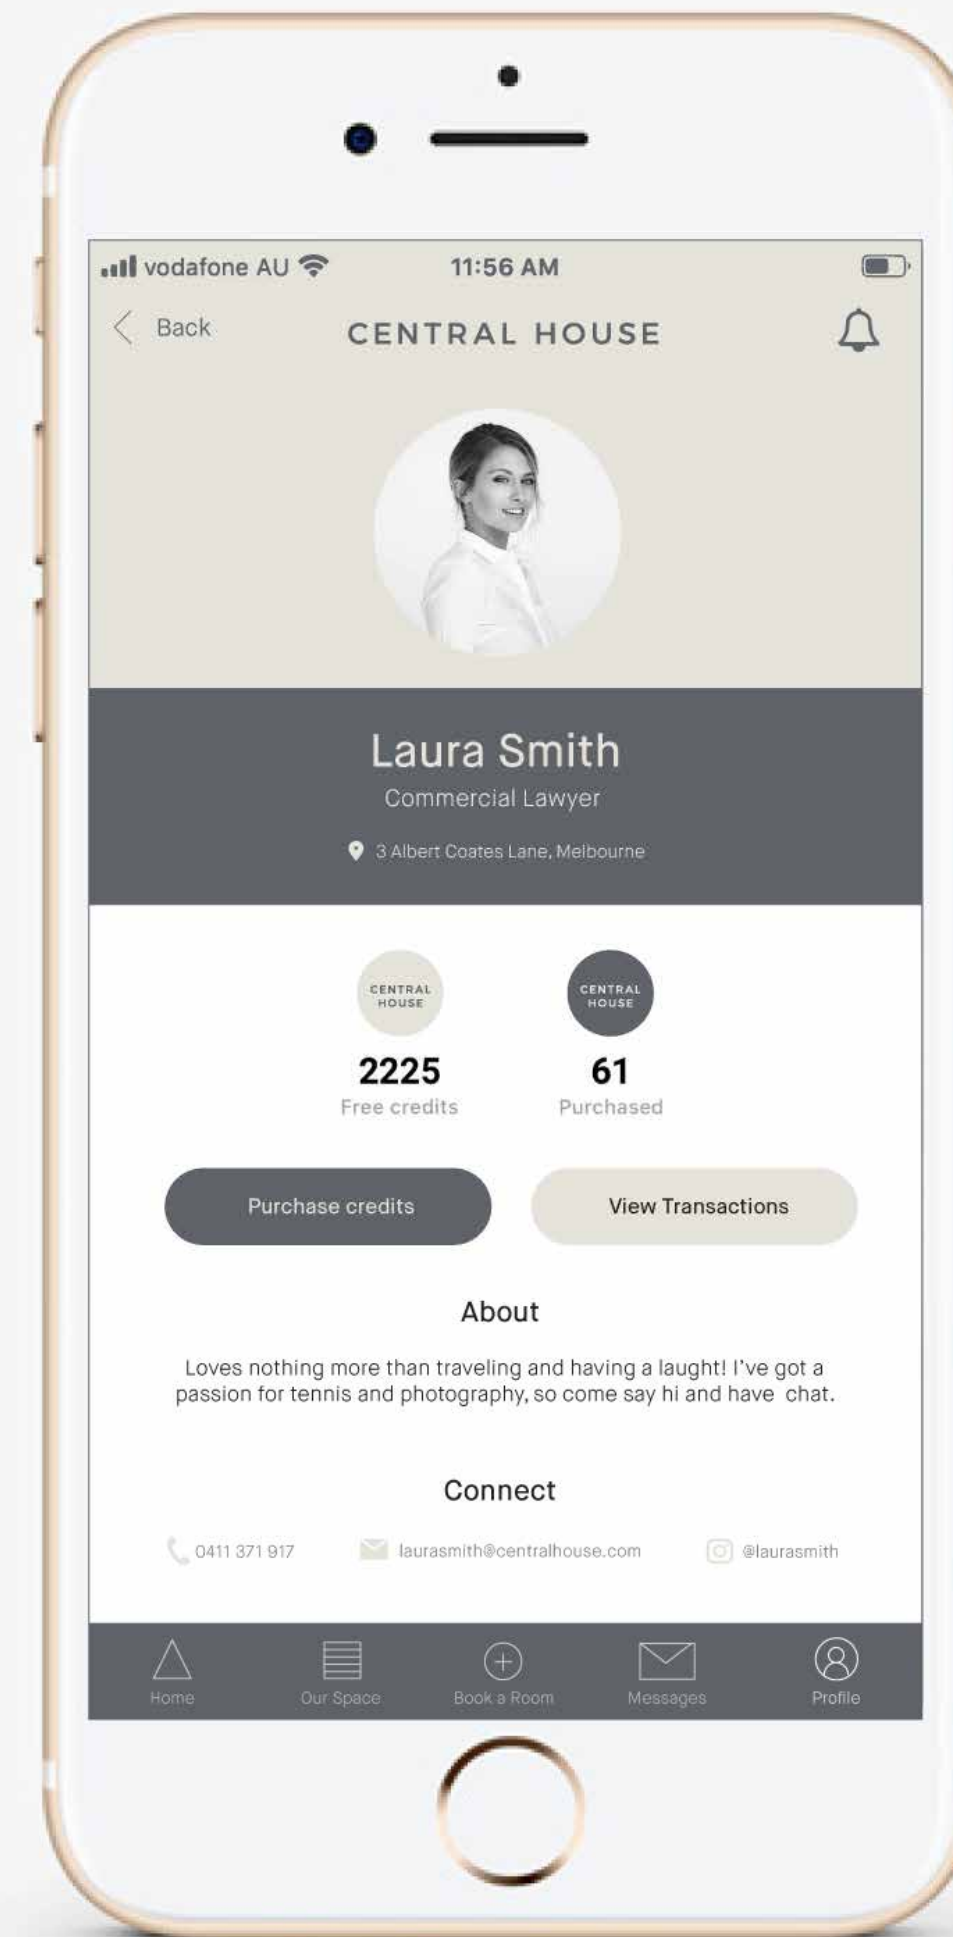 vodafone AU 11:56 AM
Back CENTRAL HOUSE
Laura Smith
Commercial Lawyer
3 Albert Coates Lane, Melbourne
CENTRAL
HOUSE
CENTRAL
HOUSE
2225
Free credits
61
Purchased
Purchase credits
View Transactions
About
Loves nothing more than traveling and having a laught! I've got a
passion for tennis and photography, so come say hi and have  chat.
Connect
0411 371 917
laurasmith@centralhouse.com
@laurasmith
Home
Our Space
Book a Room
Messages
Profile